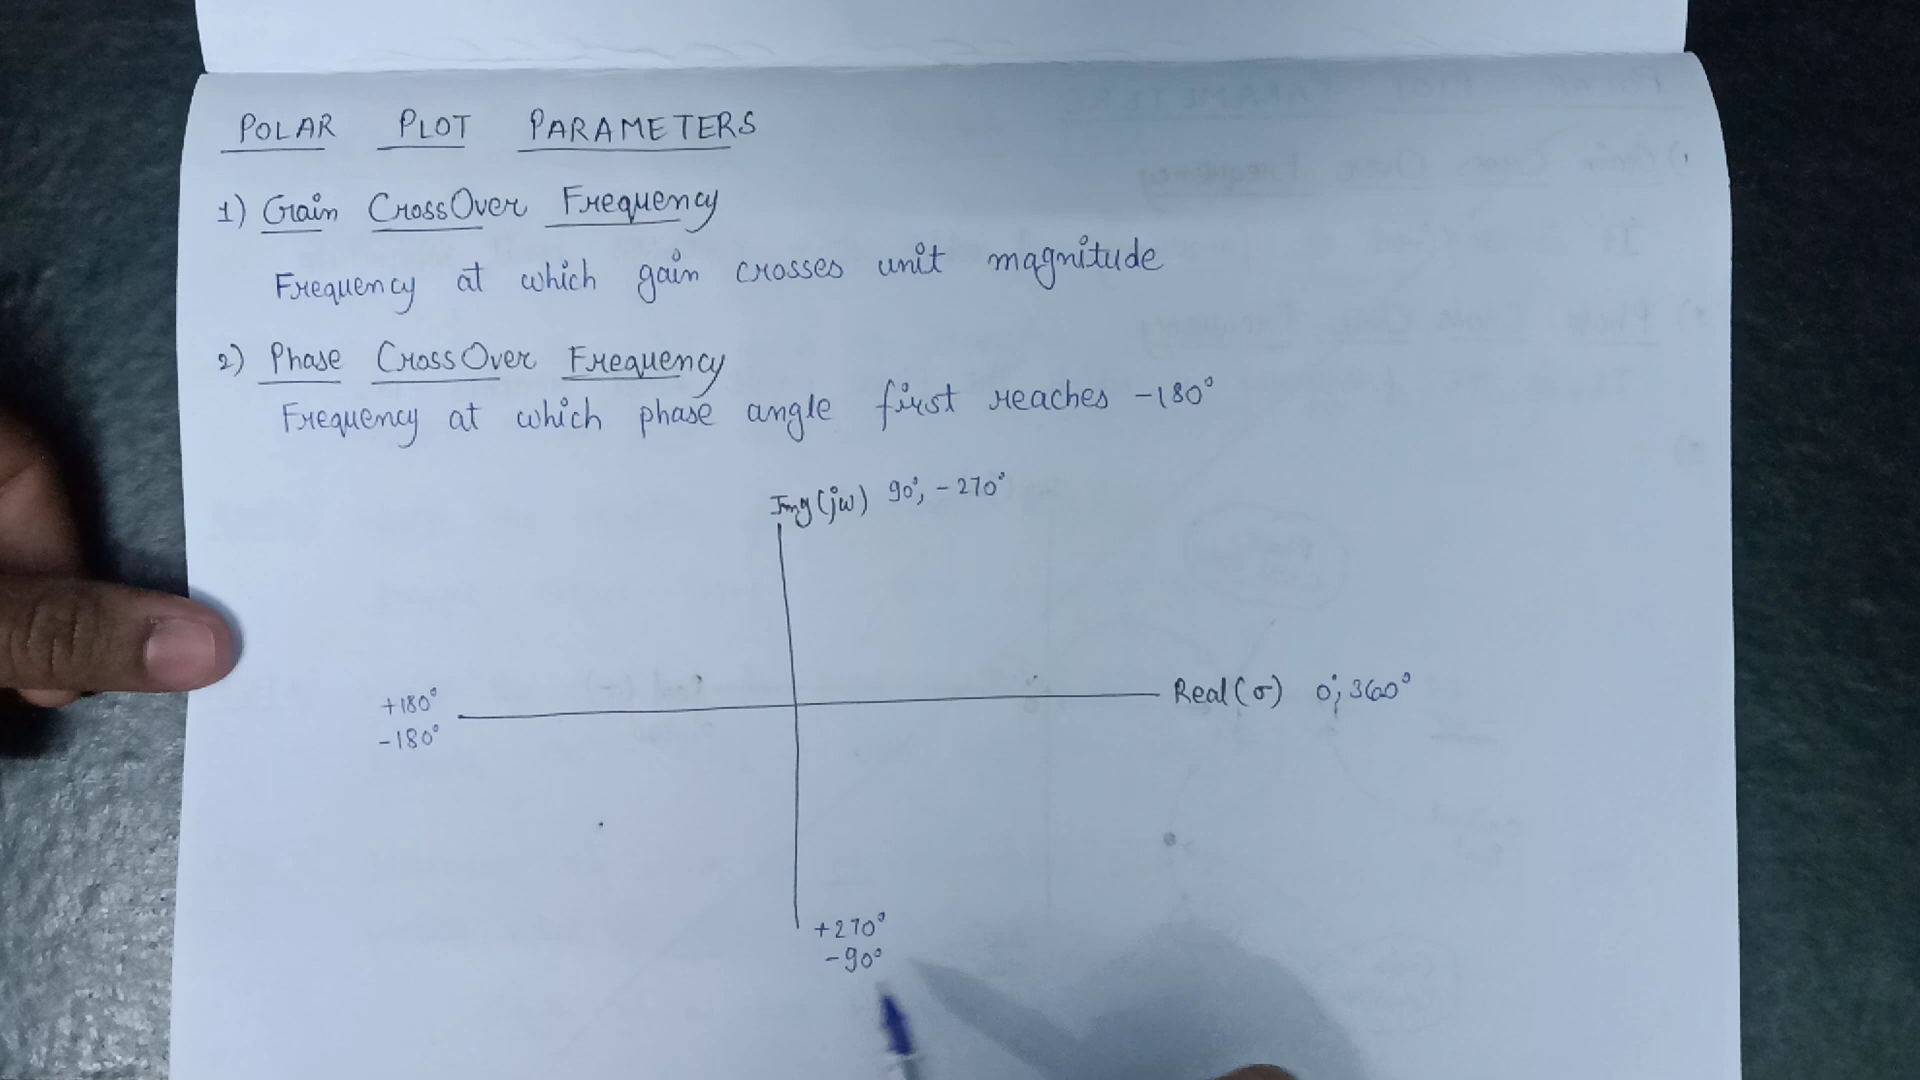 POLAR PLOT PARAMETERS
1) Gain CrossOver Frequency
Frequency at which gain crosses unit magnitude
2) Phase CrossOver Frequency
Frequency at which phase angle first reaches -180°
Img(jw) 90°, -270°
+180°
-180°
Real(σ) 0°, 360°
+270°
-90°